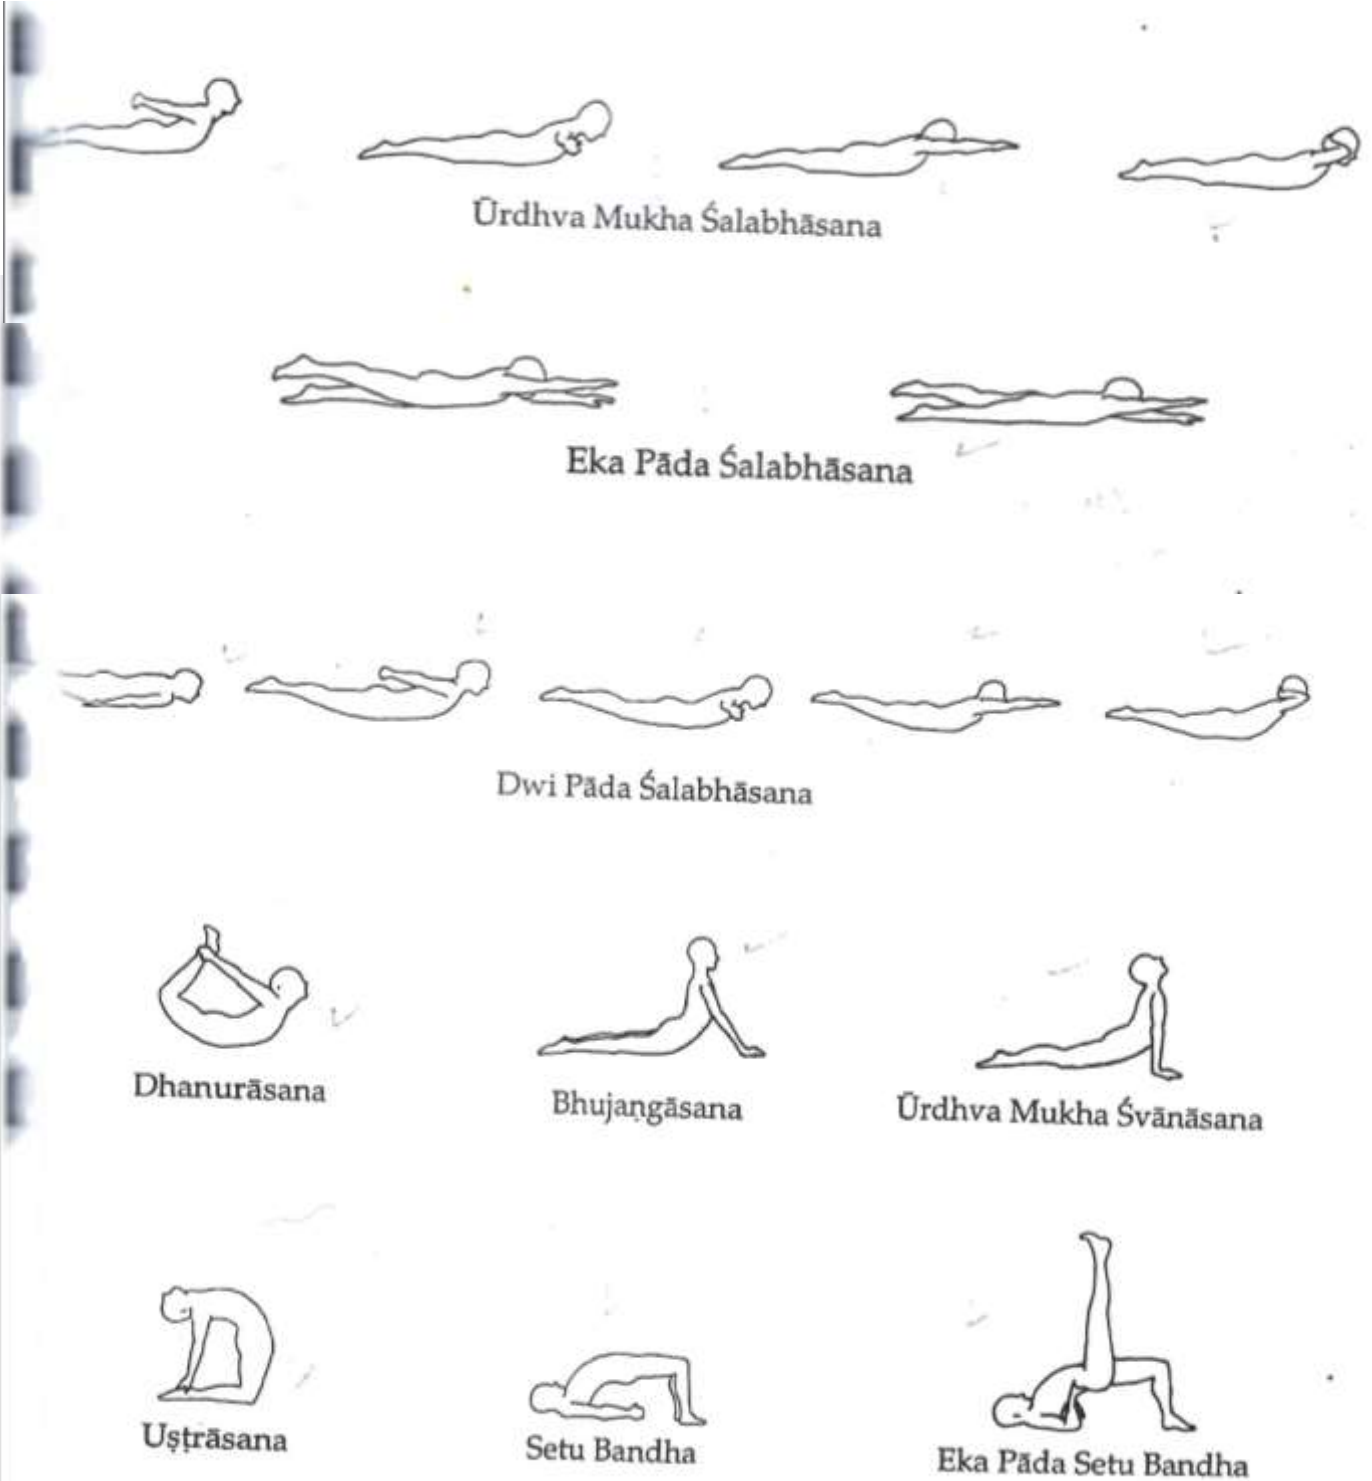 Ūrdhva Mukha Śalabhāsana
Eka Pāda Śalabhāsana
Dwi Pāda Śalabhāsana
Dhanurāsana
Bhujaṇgāsana
Ūrdhva Mukha Śvānāsana
Uṣṭrāsana
Setu Bandha
Eka Pāda Setu Bandha